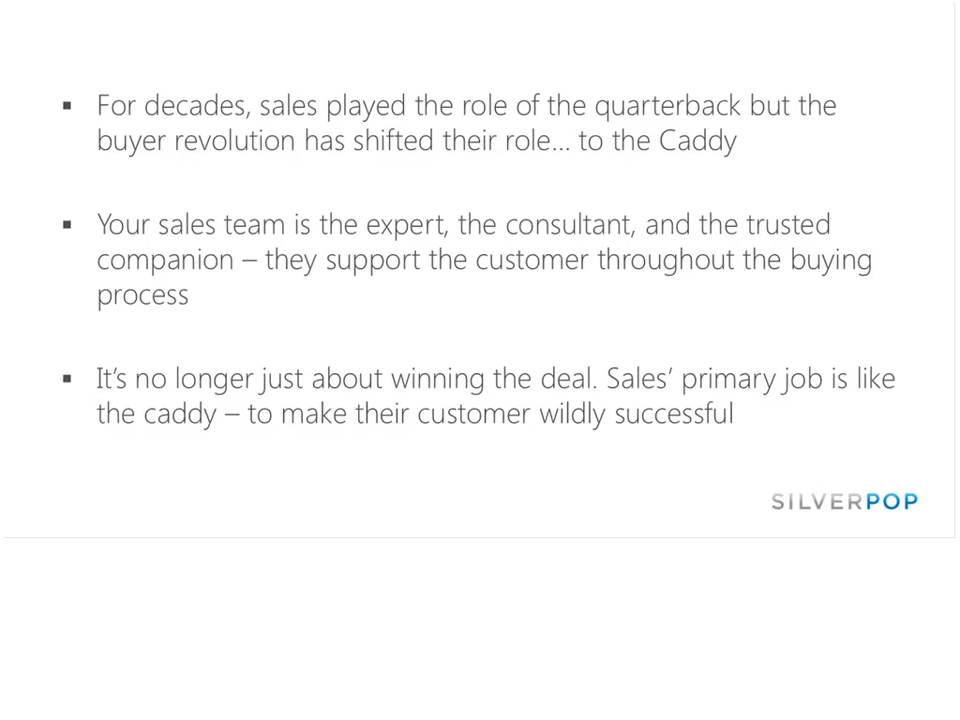 ▪ For decades, sales played the role of the quarterback but the
buyer revolution has shifted their role... to the Caddy
▪ Your sales team is the expert, the consultant, and the trusted
companion – they support the customer throughout the buying
process
▪ It’s no longer just about winning the deal. Sales’ primary job is like
the caddy – to make their customer wildly successful
SILVERPOP